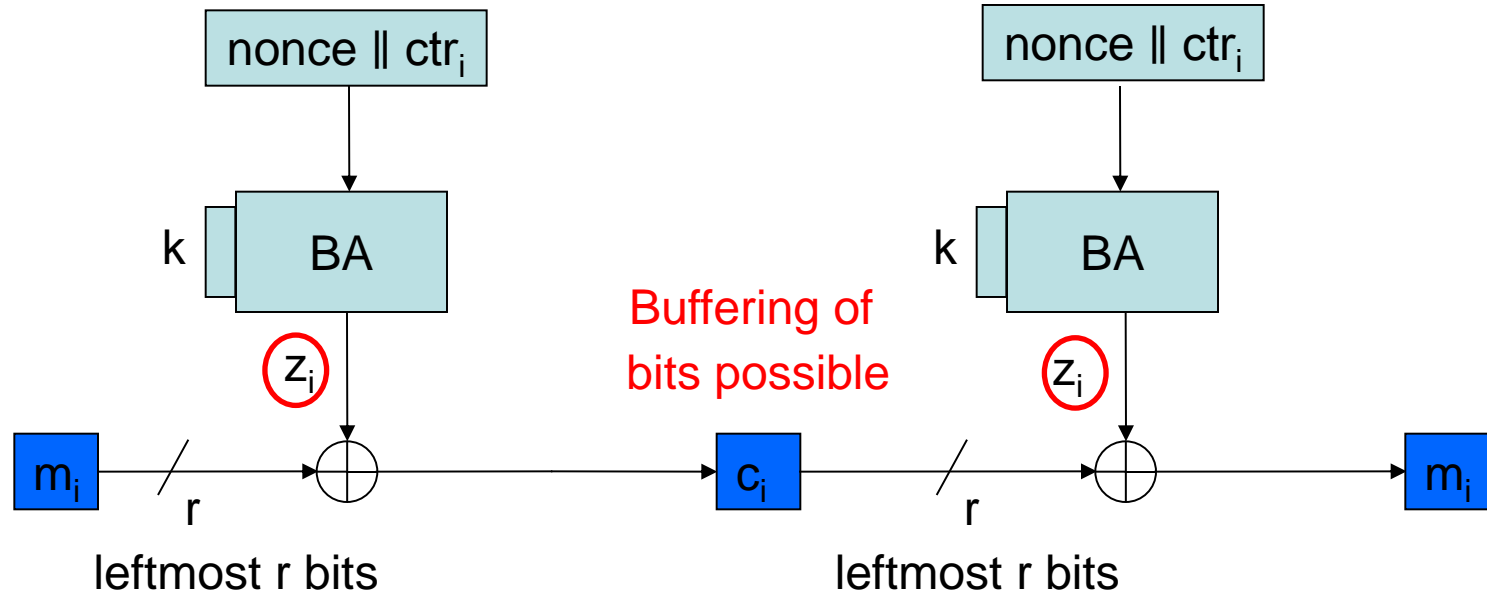 nonce || ctrᵢ
nonce || ctrᵢ
k
BA
k
BA
Buffering of
bits possible
zᵢ
zᵢ
mᵢ
r
cᵢ
r
mᵢ
leftmost r bits
leftmost r bits